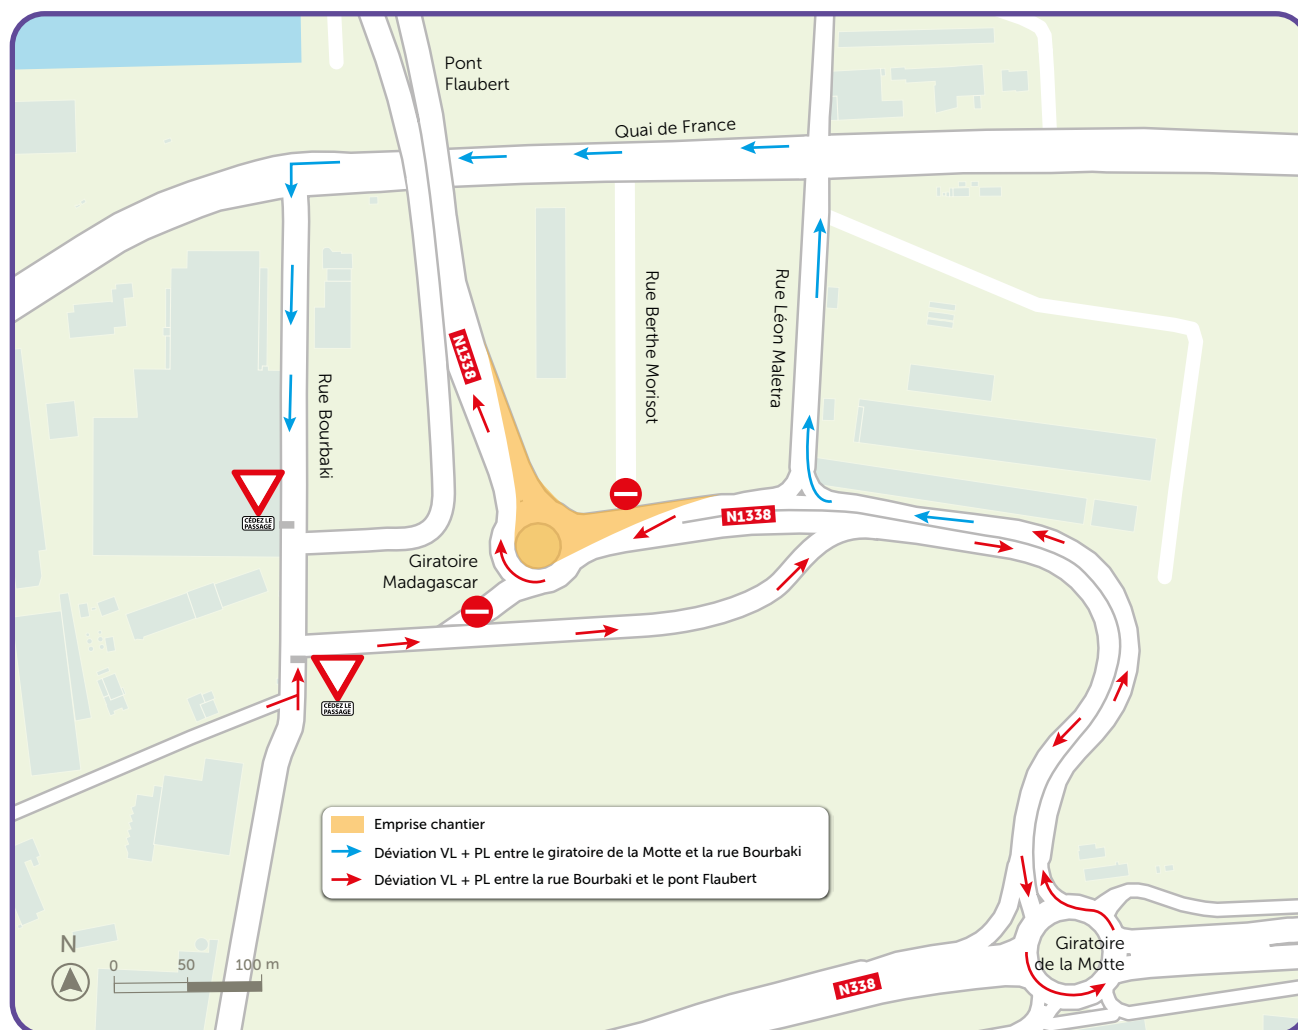 Pont
Flaubert
Quai de France
N1338
Rue Berthe Morisot
Rue Léon Maletra
Rue Bourbaki
CÉDEZ LE
PASSAGE
N1338
Giratoire
Madagascar
CÉDEZ LE
PASSAGE
Emprise chantier
Déviation VL + PL entre le giratoire de la Motte et la rue Bourbaki
Déviation VL + PL entre la rue Bourbaki et le pont Flaubert
N
0 50 100 m
Giratoire
de la Motte
N338